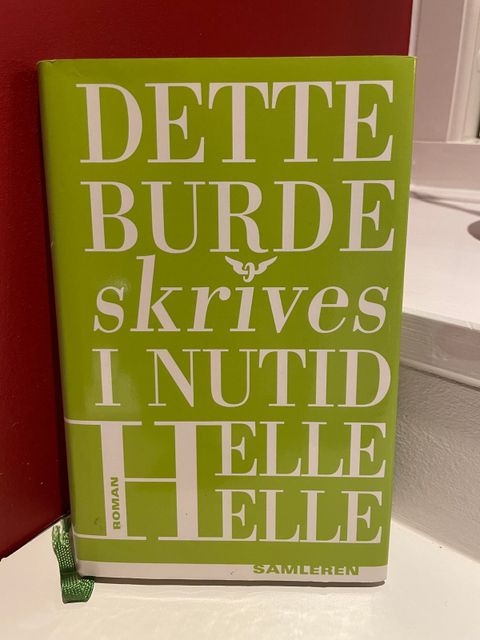 DETTE
BURDE
skrives
I NUTID
HELLE
HELLE
ROMAN
SAMLEREN